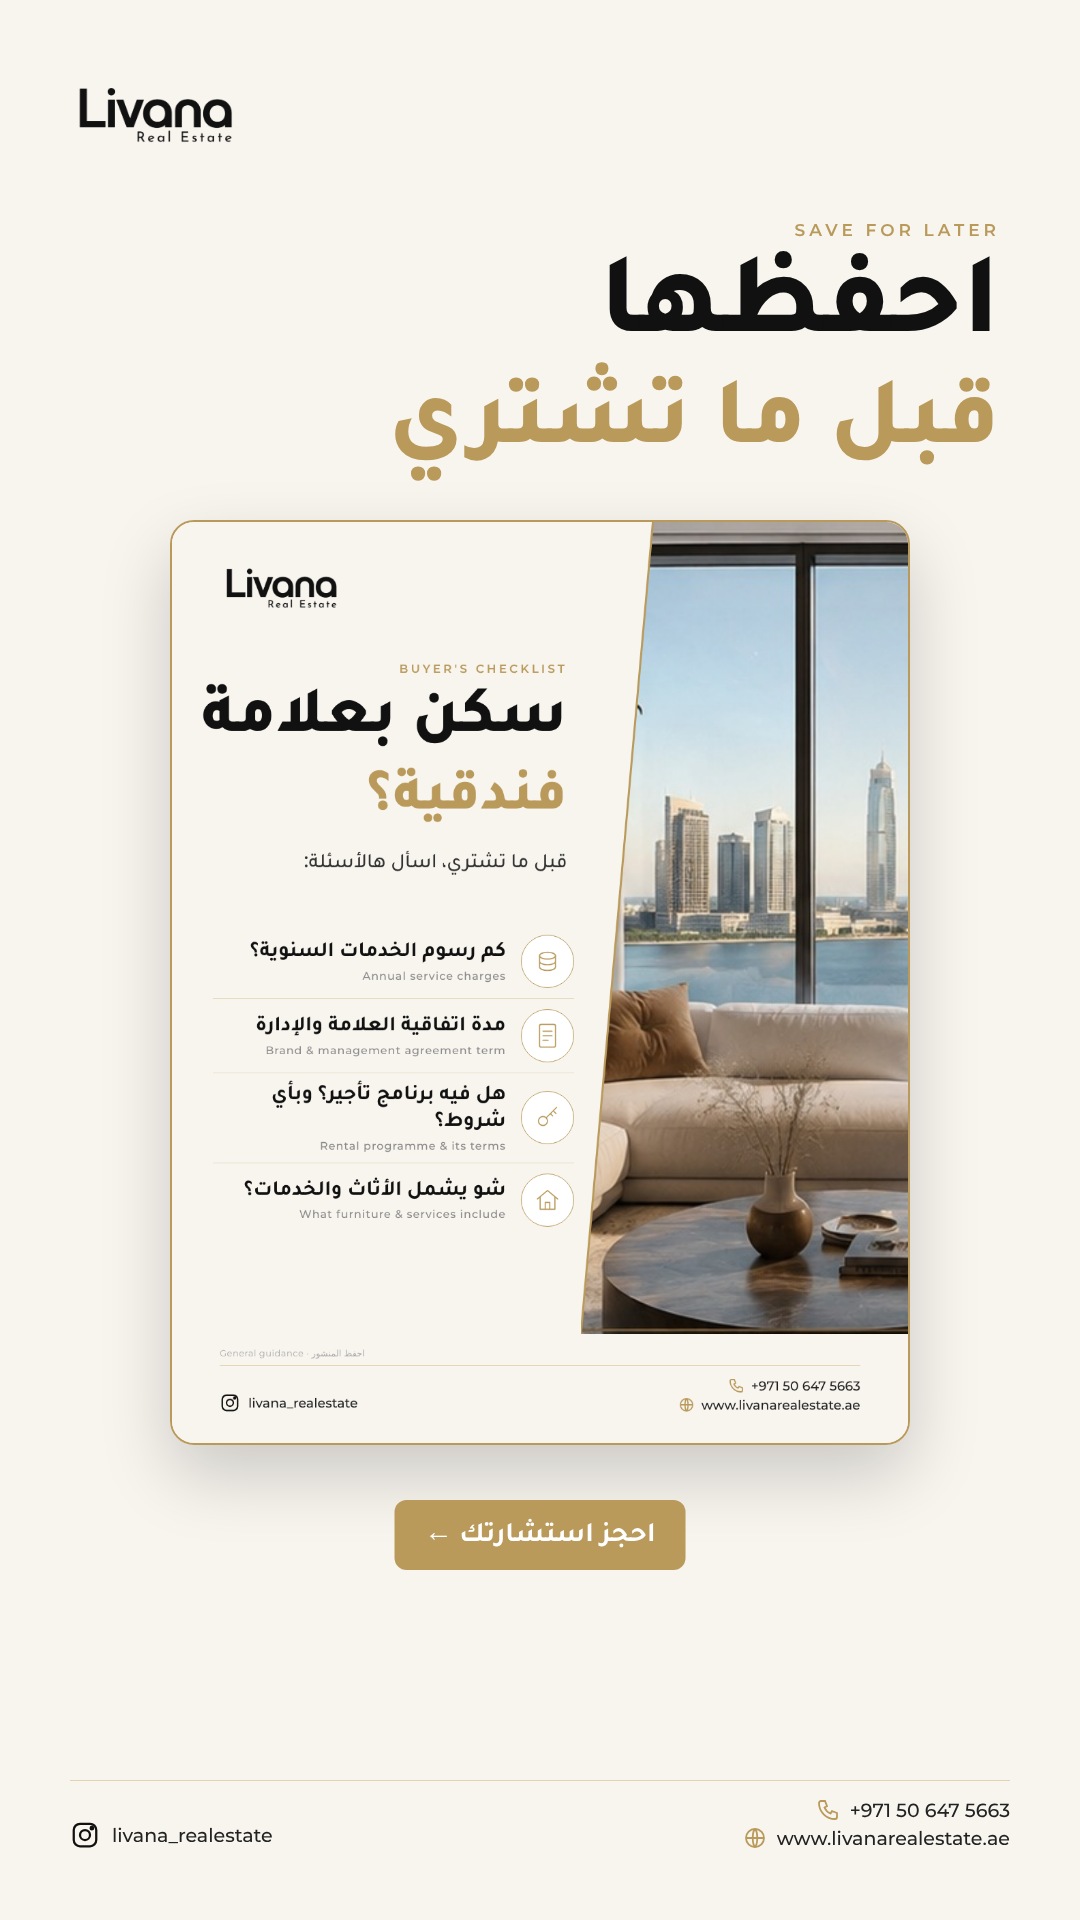 Livana
Real Estate
SAVE FOR LATER
احفظها
قبل ما تشتري
Livana
Real Estate
BUYER'S CHECKLIST
سكن بعلامة
فندقية؟
قبل ما تشتري، اسأل هالأسئلة:
كم رسوم الخدمات السنوية؟
Annual service charges
مدة اتفاقية العلامة والإدارة
Brand & management agreement term
هل فيه برنامج تأجير؟ وبأي
شروط؟
Rental programme & its terms
شو يشمل الأثاث والخدمات؟
What furniture & services include
General guidance · احفظ المنشور
livana_realestate
+971 50 647 5663
www.livanarealestate.ae
احجز استشارتك ←
livana_realestate
+971 50 647 5663
www.livanarealestate.ae